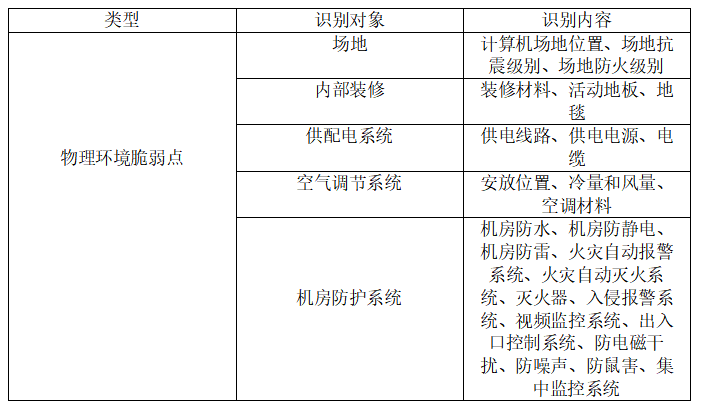 类型
识别对象
识别内容
物理环境脆弱点
场地
计算机场地位置、场地抗
震级别、场地防火级别
内部装修
装修材料、活动地板、地
毯
供配电系统
供电线路、供电电源、电
缆
空气调节系统
安放位置、冷量和风量、
空调材料
机房防护系统
机房防水、机房防静电、
机房防雷、火灾自动报警
系统、火灾自动灭火系
统、灭火器、入侵报警系
统、视频监控系统、出入
口控制系统、防电磁干
扰、防噪声、防鼠害、集
中监控系统